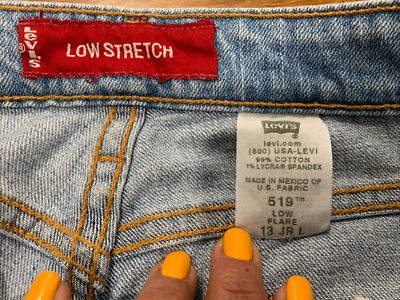 Levi's
LOW STRETCH
Levi's
levi.com
(800) USA-LEVI
99% COTTON
1% LYCRA® SPANDEX
MADE IN MEXICO OF
U.S. FABRIC
519™
LOW
FLARE
13 JR L